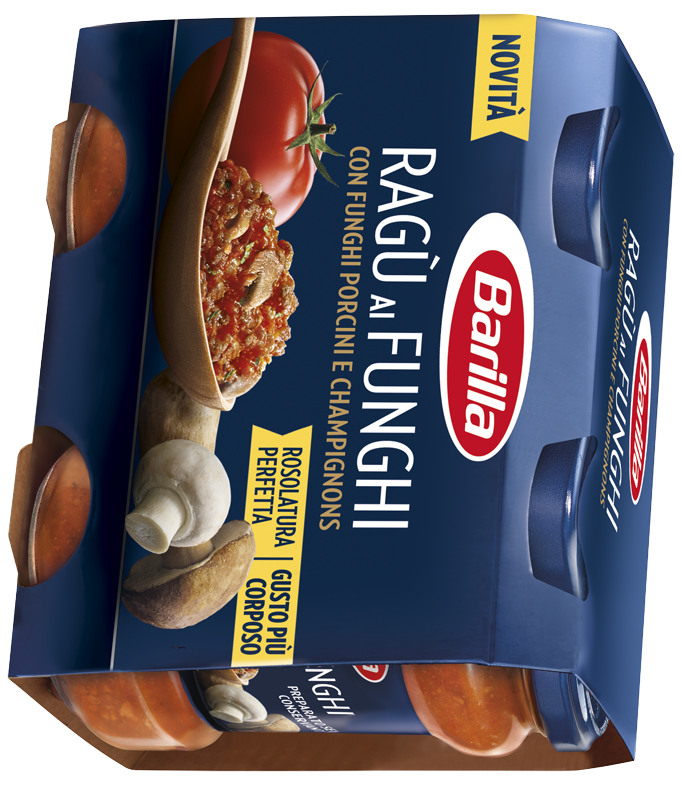 NOVITÀ
Barilla
RAGÙ AI FUNGHI
CON FUNGHI PORCINI E CHAMPIGNONS
ROSOLATURA PERFETTA
GUSTO PIÙ CORPOSO
Barilla
RAGÙ AI FUNGHI
CON FUNGHI PORCINI E CHAMPIGNONS